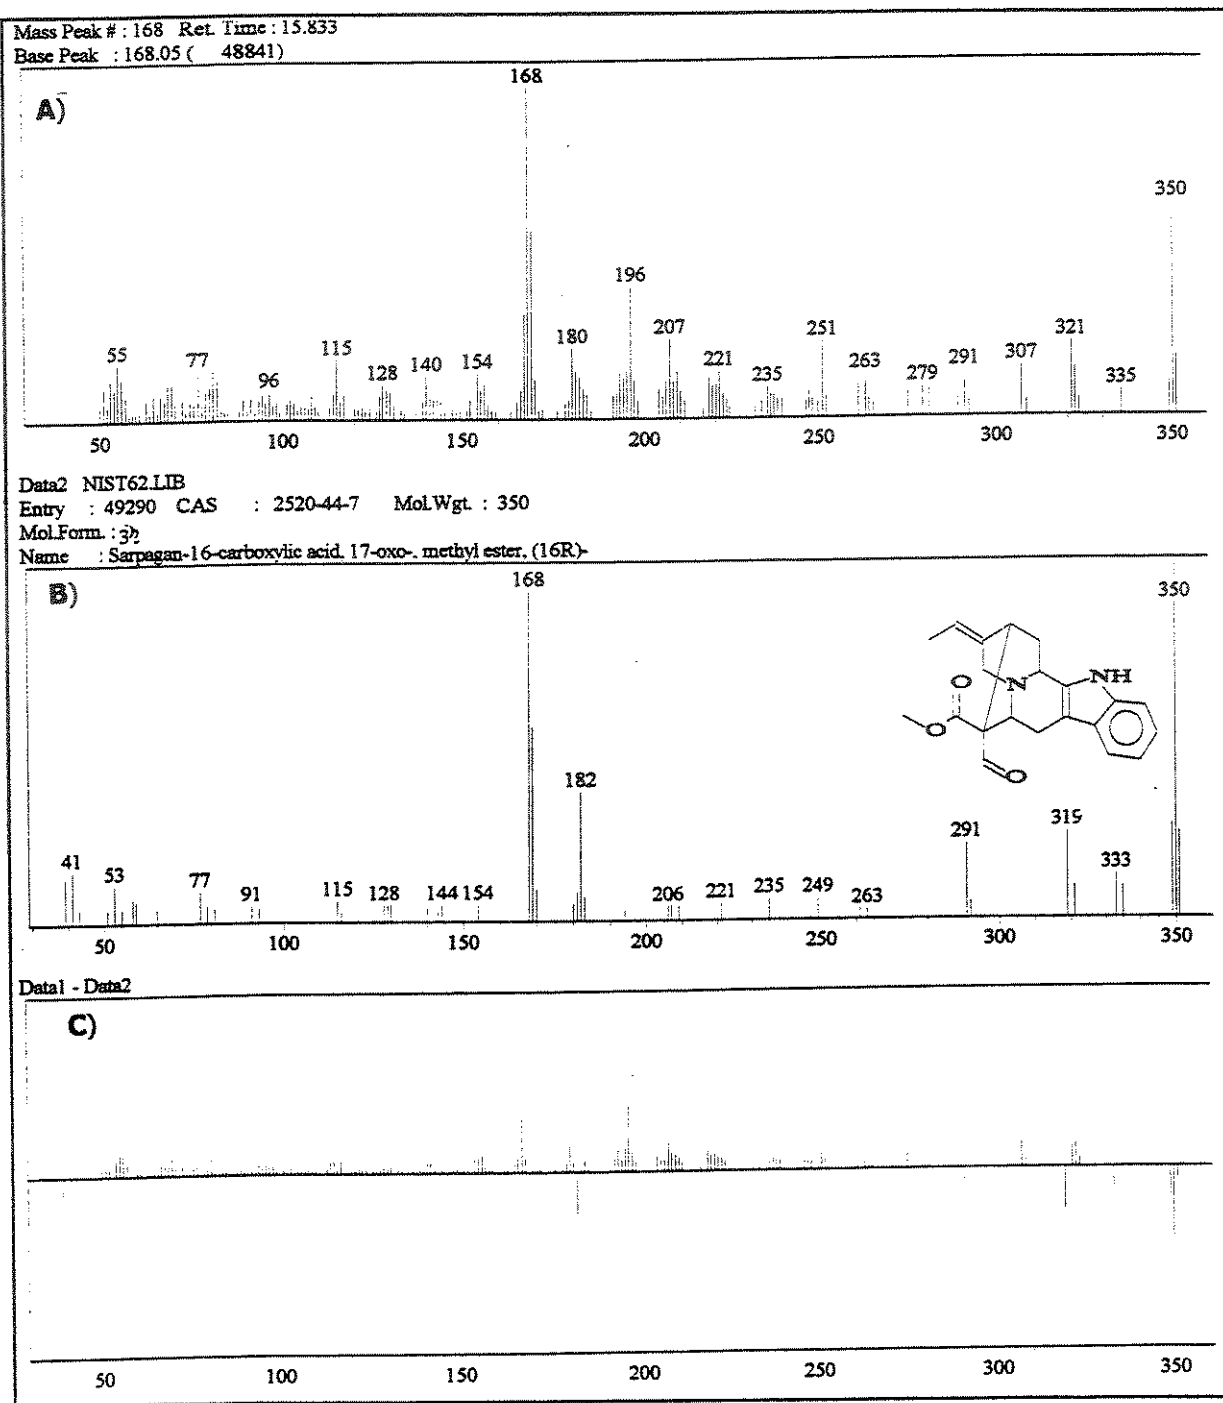 Mass Peak # : 168 Ret. Time : 15.833
Base Peak : 168.05 ( 48841)
A)
168
350
196
180
207
251
321
55
77
96
115
128
140
154
221
235
263
279
291
307
335
50 100 150 200 250 300 350
Data2 NIST62.LIB
Entry : 49290 CAS : 2520-44-7 Mol.Wgt. : 350
Mol.Form. :
Name : Sarpagan-16-carboxylic acid, 17-oxo-, methyl ester, (16R)-
B)
168
350
O
N
NH
O
O
182
291
319
333
41
53
77
91
115
128
144
154
206
221
235
249
263
50 100 150 200 250 300 350
Data1 - Data2
C)
50 100 150 200 250 300 350